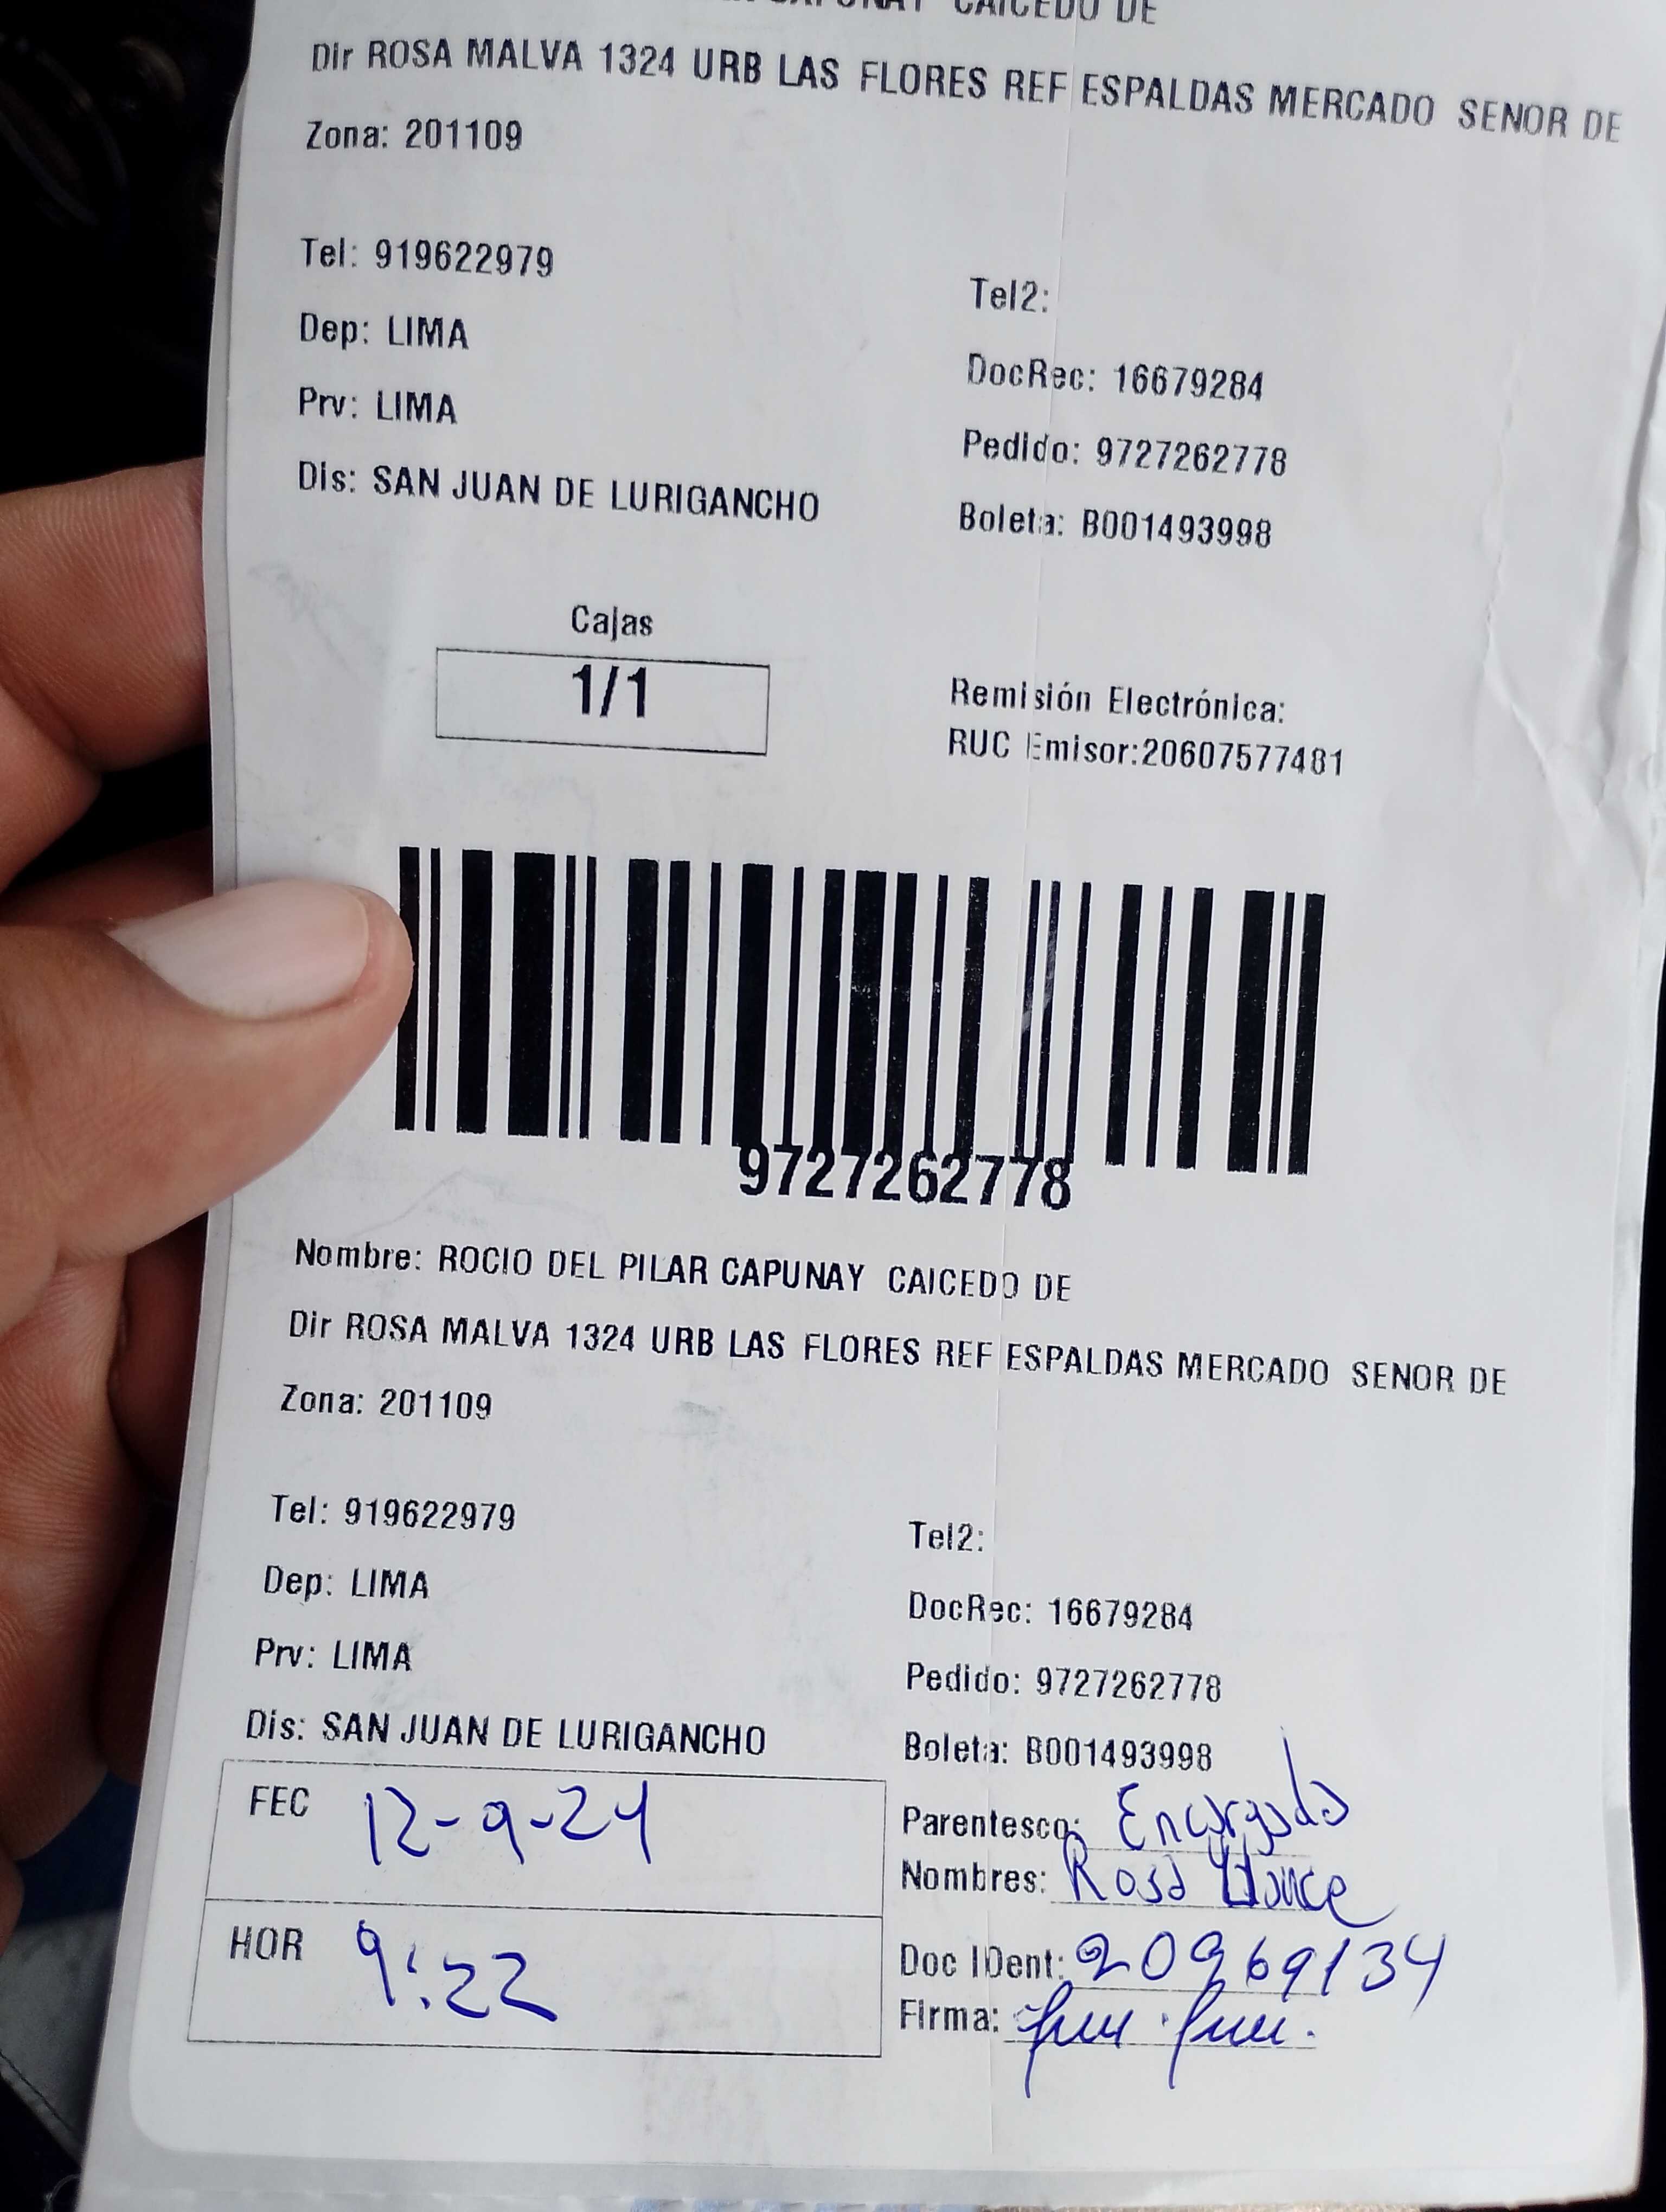 CAPUNAY CAICEDO DE
Dir ROSA MALVA 1324 URB LAS FLORES REF ESPALDAS MERCADO SENOR DE
Zona: 201109
Tel: 919622979
Tel2:
Dep: LIMA
DocRec: 16679284
Prv: LIMA
Pedido: 9727262778
Dis: SAN JUAN DE LURIGANCHO
Boleta: B001493998
Cajas
1/1
Remisión Electrónica:
RUC Emisor:20607577481
9727262778
Nombre: ROCIO DEL PILAR CAPUNAY CAICEDO DE
Dir ROSA MALVA 1324 URB LAS FLORES REF ESPALDAS MERCADO SENOR DE
Zona: 201109
Tel: 919622979
Tel2:
Dep: LIMA
DocRec: 16679284
Prv: LIMA
Pedido: 9727262778
Dis: SAN JUAN DE LURIGANCHO
Boleta: B001493998
FEC 12-9-24
Parentesco: Encargada
Nombres: Rosa
HOR 9:22
Doc IDent: 20969134
Firma: